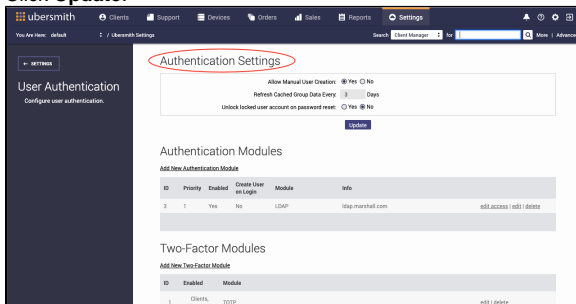 Click Update.
ubersmith Clients Support Devices Orders Sales Reports Settings
You Are Here: default / Ubersmith Settings Search Client Manager for More | Advance
← SETTINGS
User Authentication
Configure user authentication.
Authentication Settings
Allow Manual User Creation: Yes No
Refresh Cached Group Data Every: 3 Days
Unlock locked user account on password reset: Yes No
Update
Authentication Modules
Add New Authentication Module
ID Priority Enabled Create User on Login Module Info
3 1 Yes No LDAP ldap.marshall.com edit access | edit | delete
Two-Factor Modules
Add New Two-Factor Module
ID Enabled Module
1 Clients, TOTP edit | delete